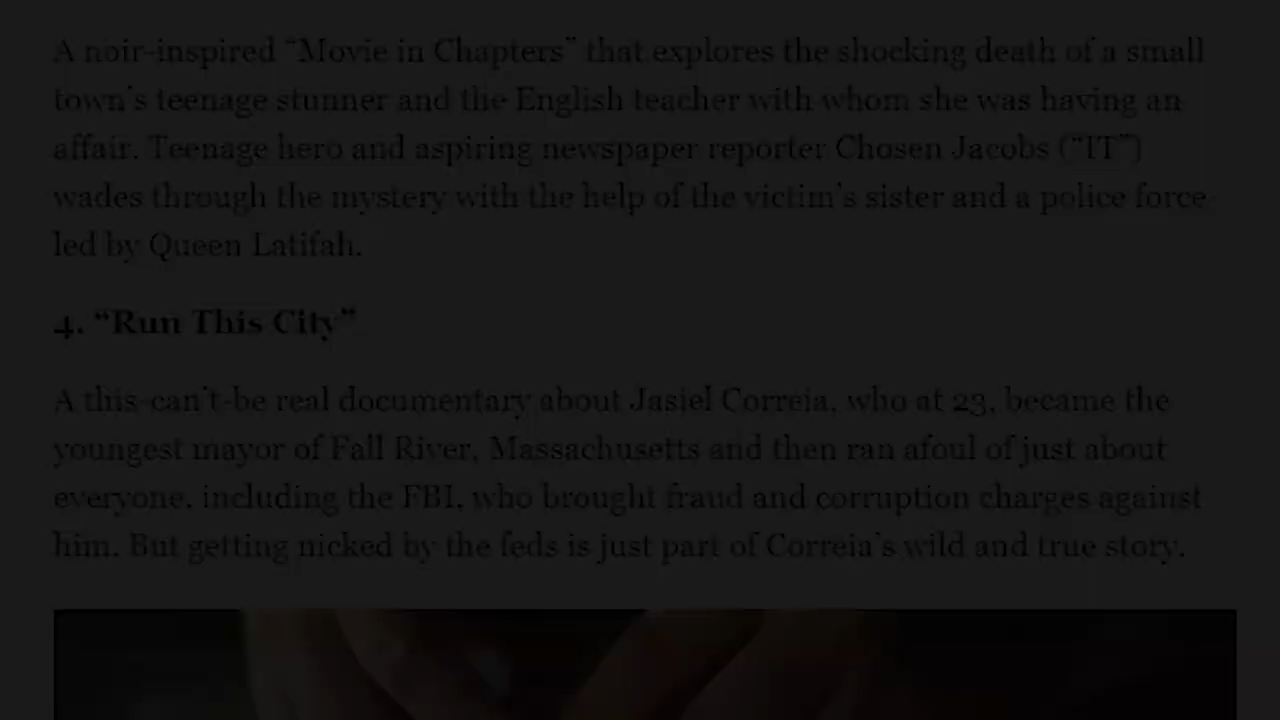 A noir-inspired “Movie in Chapters” that explores the shocking death of a small
town’s teenage stunner and the English teacher with whom she was having an
affair. Teenage hero and aspiring newspaper reporter Chosen Jacobs (“IT”)
wades through the mystery with the help of the victim’s sister and a police force
led by Queen Latifah.
4. “Run This City”
A this-can’t-be real documentary about Jasiel Correia, who at 23, became the
youngest mayor of Fall River, Massachusetts and then ran afoul of just about
everyone, including the FBI, who brought fraud and corruption charges against
him. But getting nicked by the feds is just part of Correia’s wild and true story.